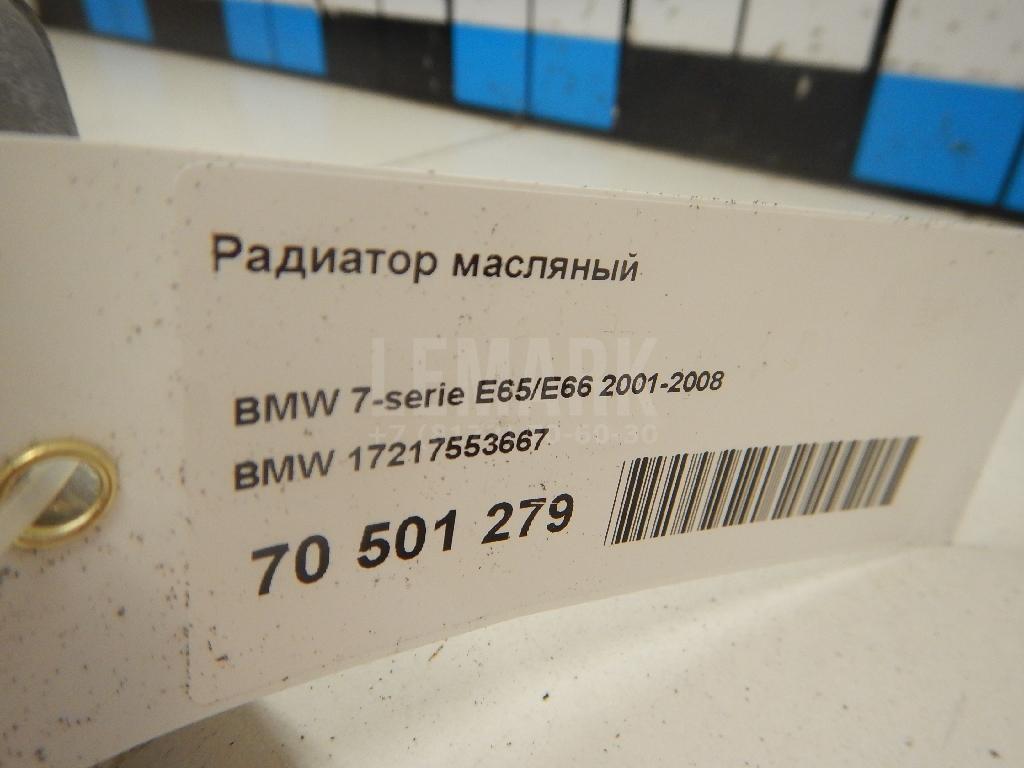 Радиатор масляный
LEMARK
BMW 7-serie E65/E66 2001-2008
BMW 17217553667
70 501 279